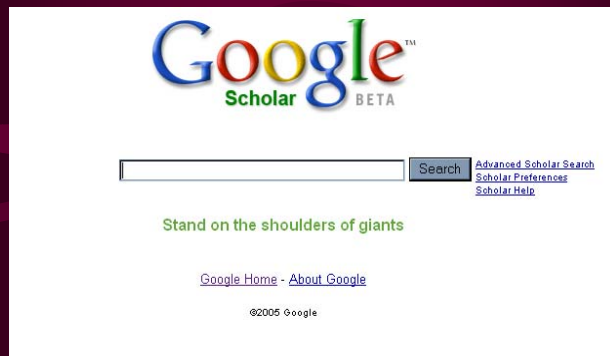 Google™
Scholar BETA
Search
Advanced Scholar Search
Scholar Preferences
Scholar Help
Stand on the shoulders of giants
Google Home - About Google
©2005 Google